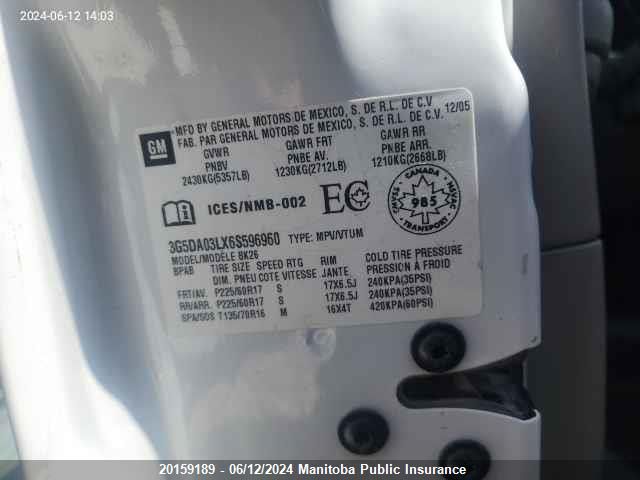 2024-06-12 14:03
MFD BY GENERAL MOTORS DE MEXICO, S. DE R.L. DE C.V 12/05
FAB. PAR GENERAL MOTORS DE MEXICO, S. DE R.L. DE C.V.
GM
GVWR GAWR FRT GAWR RR
PNBV PNBE AV. PNBE ARR.
2430KG(5357LB) 1230KG(2712LB) 1210KG(2668LB)
i ICES/NMB-002 EC CANADA 985 CMVSS NSVAC
3G5DA03LX6S596960 TYPE: MPV/VTUM
MODEL/MODELE 8K26
BPAB TIRE SIZE SPEED RTG RIM COLD TIRE PRESSURE
DIM. PNEU COTE VITESSE JANTE PRESSION A FROID
FRT/AV. P225/60R17 S 17X6.5J 240KPA(35PSI)
RR/ARR. P225/60R17 S 17X6.5J 240KPA(35PSI)
SPA/SDS T135/70R16 M 16X4T 420KPA(60PSI)
20159189 - 06/12/2024 Manitoba Public Insurance